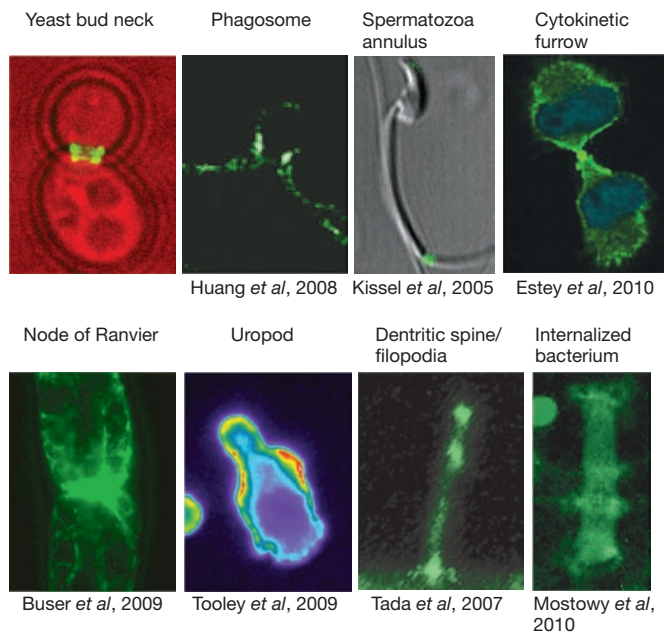 Yeast bud neck
Phagosome
Spermatozoa
annulus
Cytokinetic
furrow
Huang et al, 2008
Kissel et al, 2005
Estey et al, 2010
Node of Ranvier
Uropod
Dentritic spine/
filopodia
Internalized
bacterium
Buser et al, 2009
Tooley et al, 2009
Tada et al, 2007
Mostowy et al,
2010